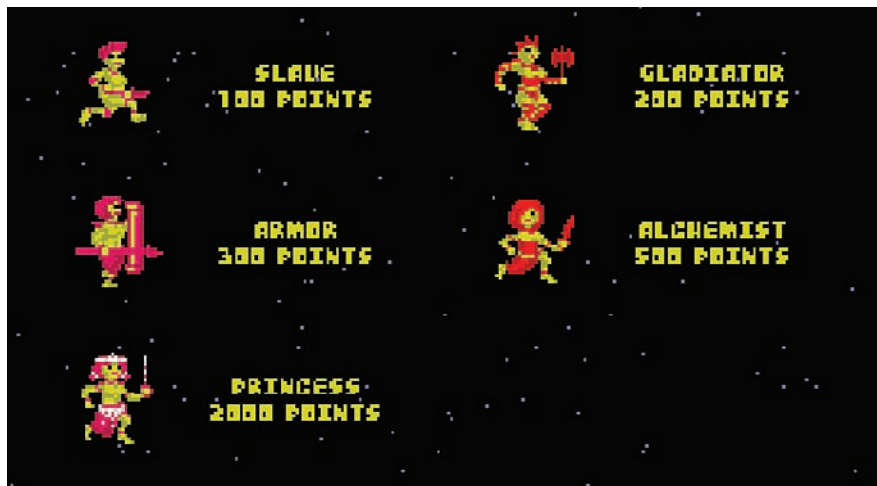 SLAVE
100 POINTS
GLADIATOR
200 POINTS
ARMOR
300 POINTS
ALCHEMIST
500 POINTS
PRINCESS
2000 POINTS